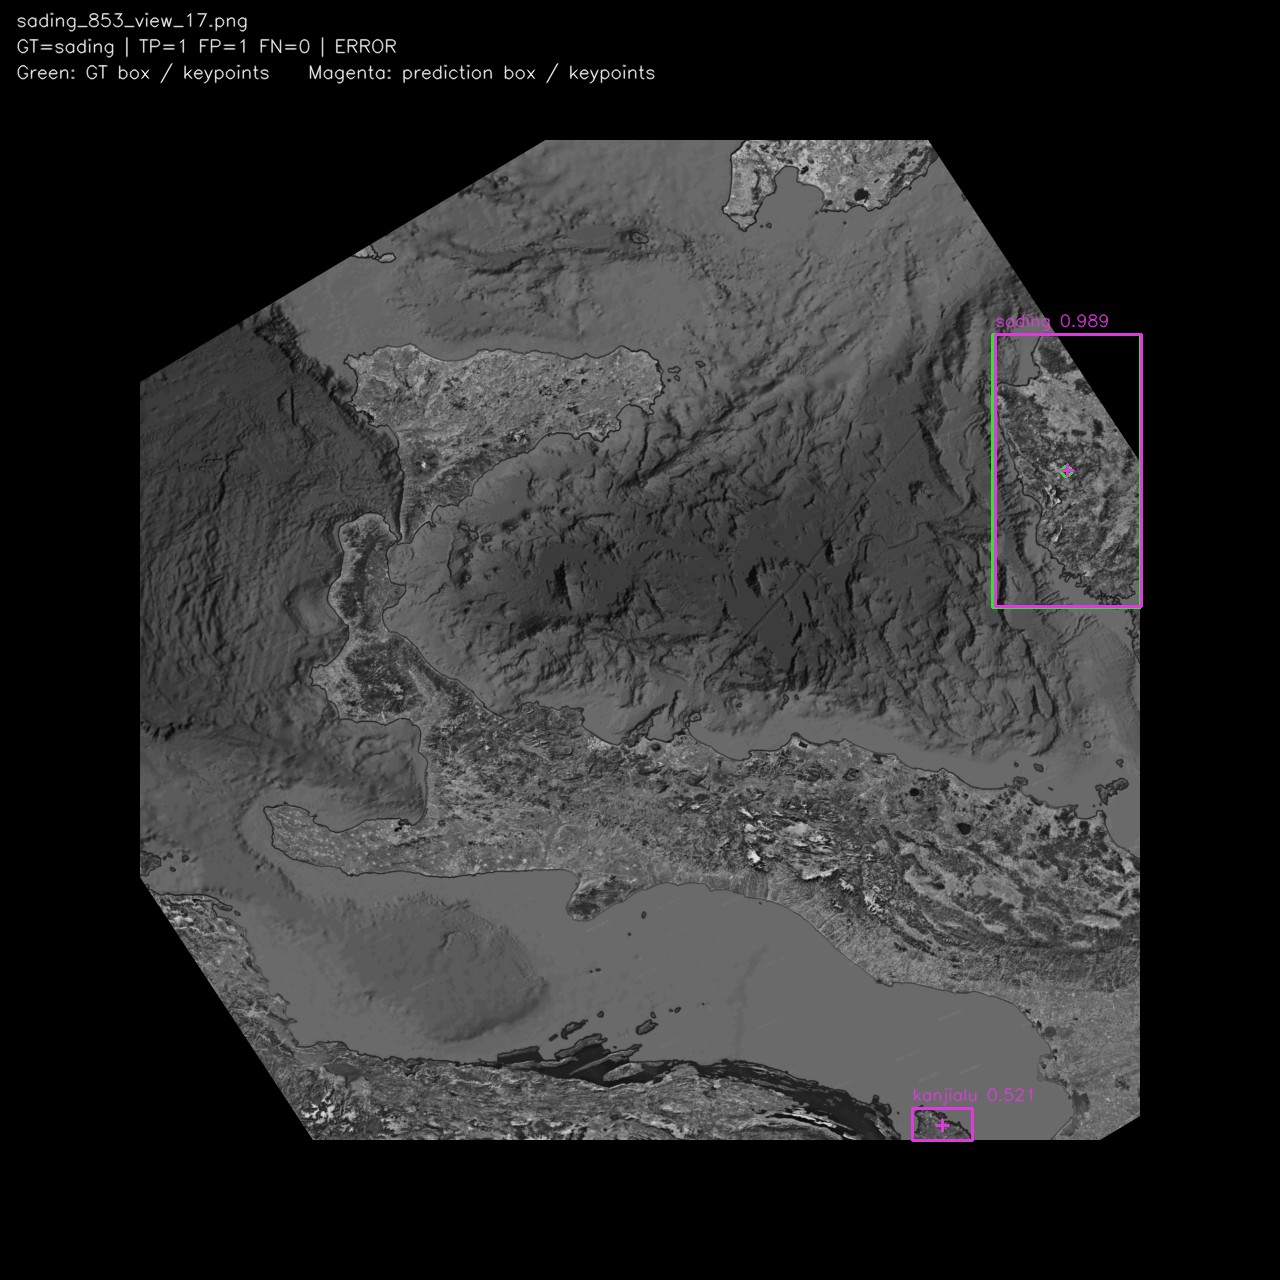 sading_853_view_17.png
GT=sading | TP=1 FP=1 FN=0 | ERROR
Green: GT box / keypoints    Magenta: prediction box / keypoints
sading 0.989
kanjialu 0.521